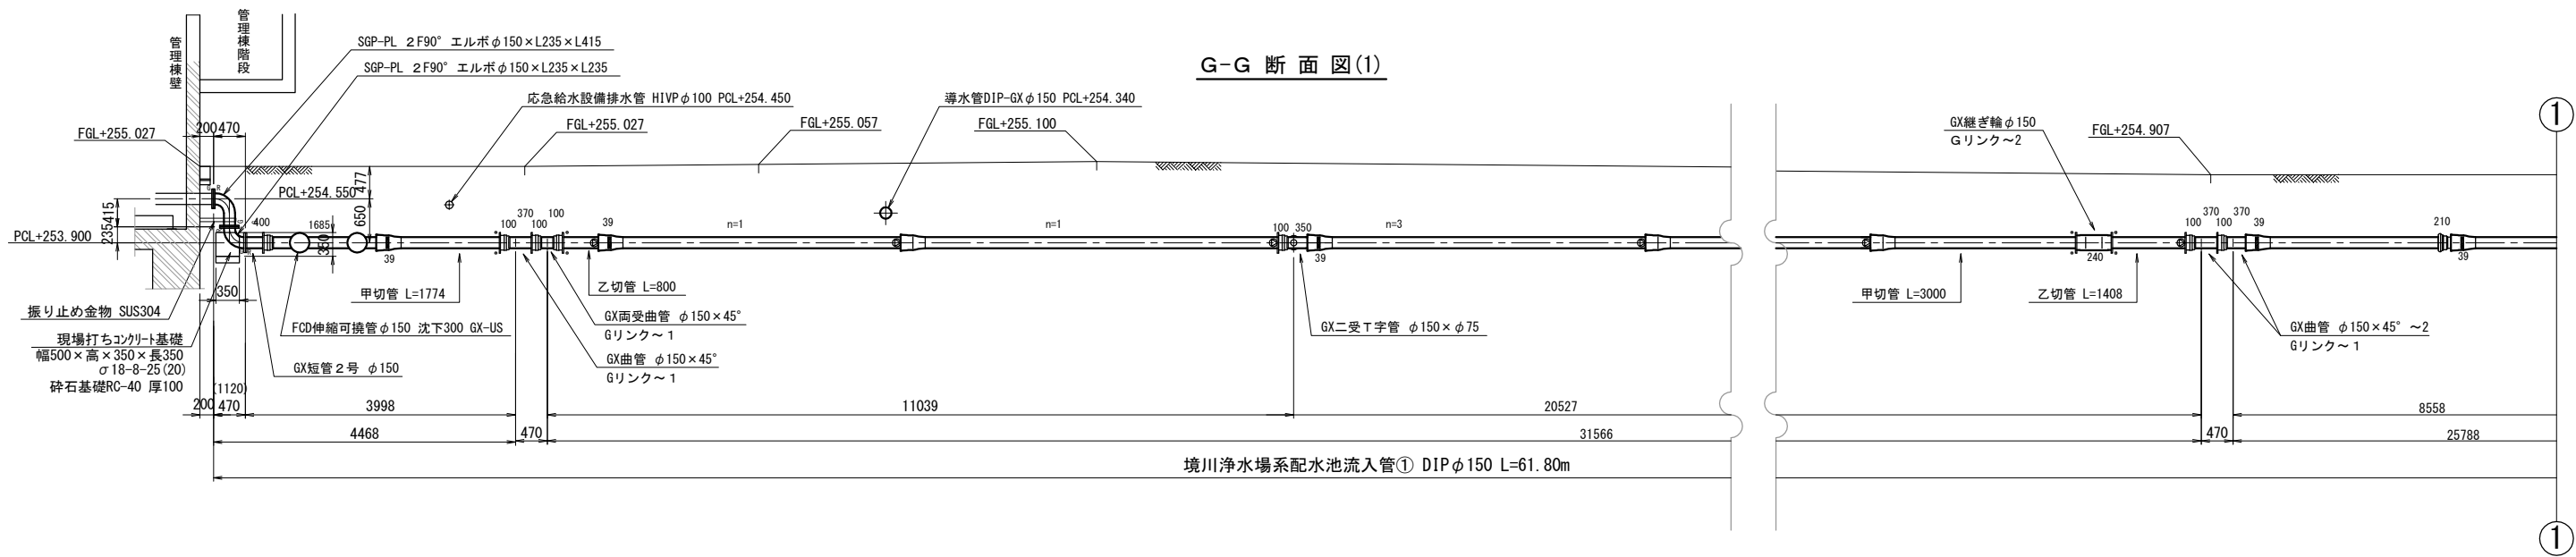 G-G 断 面 図(1)
管理棟壁
管理棟階段
SGP-PL 2F90° エルボφ150×L235×L415
SGP-PL 2F90° エルボφ150×L235×L235
応急給水設備排水管 HIVPφ100 PCL+254.450
導水管DIP-GXφ150 PCL+254.340
FGL+255.027
200
470
FGL+255.027
FGL+255.057
FGL+255.100
GX継ぎ輪φ150
Gリンク~2
FGL+254.907
①
477
PCL+254.550
650
415
235
PCL+253.900
400
1685
350
39
100
370
100
100
39
n=1
n=1
100
350
39
n=3
240
100
370
100
370
39
210
39
350
甲切管 L=1774
乙切管 L=800
甲切管 L=3000
乙切管 L=1408
振り止め金物 SUS304
FCD伸縮可撓管φ150 沈下300 GX-US
GX両受曲管 φ150×45°
Gリンク~1
GX二受T字管 φ150×φ75
GX曲管 φ150×45° ~2
Gリンク~1
現場打ちコンクリート基礎
幅500×高×350×長350
σ18-8-25(20)
砕石基礎RC-40 厚100
GX短管2号 φ150
GX曲管 φ150×45°
Gリンク~1
(1120)
200
470
3998
11039
20527
8558
4468
470
31566
470
25788
境川浄水場系配水池流入管① DIPφ150 L=61.80m
①